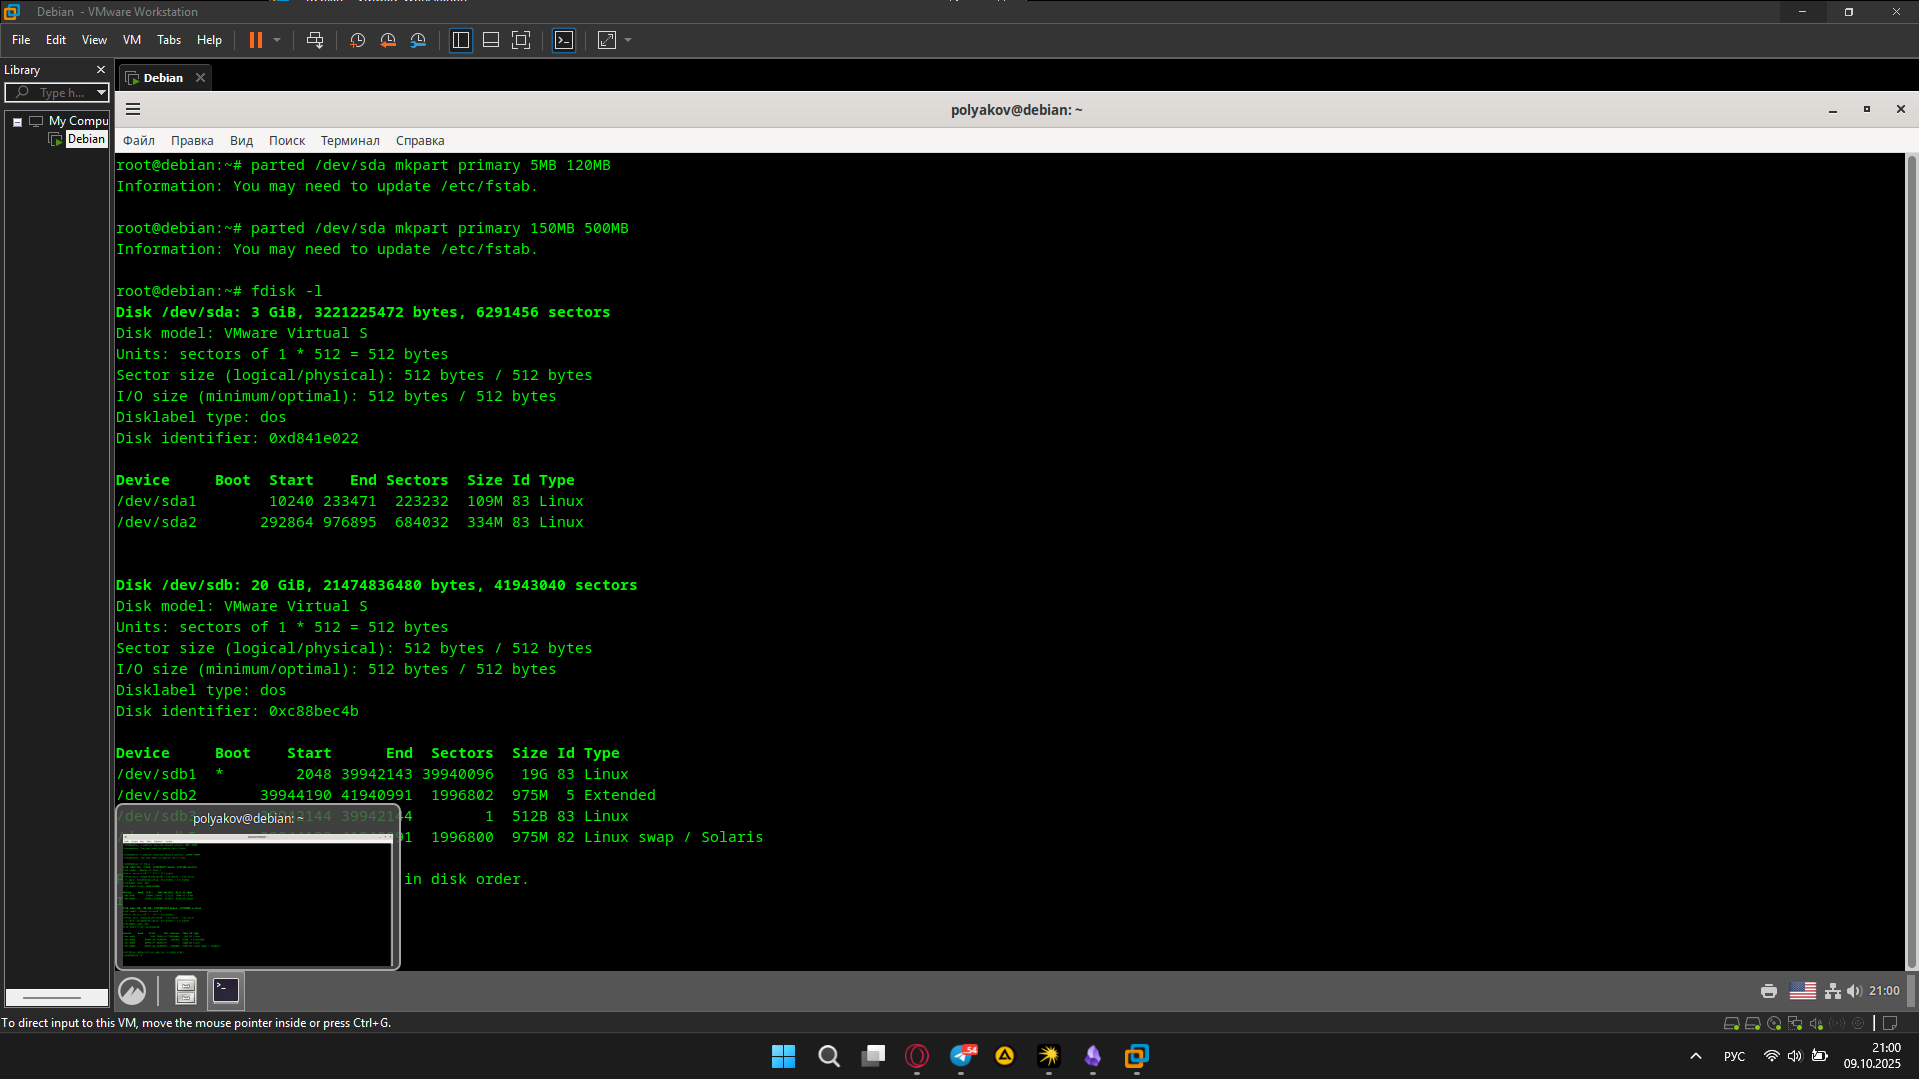 Debian - VMware Workstation
File Edit View VM Tabs Help
Library
Type h...
My Compu
Debian
Debian
polyakov@debian: ~
Файл Правка Вид Поиск Терминал Справка
root@debian:~# parted /dev/sda mkpart primary 5MB 120MB
Information: You may need to update /etc/fstab.
root@debian:~# parted /dev/sda mkpart primary 150MB 500MB
Information: You may need to update /etc/fstab.
root@debian:~# fdisk -l
Disk /dev/sda: 3 GiB, 3221225472 bytes, 6291456 sectors
Disk model: VMware Virtual S
Units: sectors of 1 * 512 = 512 bytes
Sector size (logical/physical): 512 bytes / 512 bytes
I/O size (minimum/optimal): 512 bytes / 512 bytes
Disklabel type: dos
Disk identifier: 0xd841e022
Device Boot Start End Sectors Size Id Type
/dev/sda1 10240 233471 223232 109M 83 Linux
/dev/sda2 292864 976895 684032 334M 83 Linux
Disk /dev/sdb: 20 GiB, 21474836480 bytes, 41943040 sectors
Disk model: VMware Virtual S
Units: sectors of 1 * 512 = 512 bytes
Sector size (logical/physical): 512 bytes / 512 bytes
I/O size (minimum/optimal): 512 bytes / 512 bytes
Disklabel type: dos
Disk identifier: 0xc88bec4b
Device Boot Start End Sectors Size Id Type
/dev/sdb1 * 2048 39942143 39940096 19G 83 Linux
/dev/sdb2 39944190 41940991 1996802 975M 5 Extended
/dev/sdb3 39942144 39942144 1 512B 83 Linux
1996800 975M 82 Linux swap / Solaris
in disk order.
polyakov@debian: ~
21:00
To direct input to this VM, move the mouse pointer inside or press Ctrl+G.
54
РУС
21:00
09.10.2025